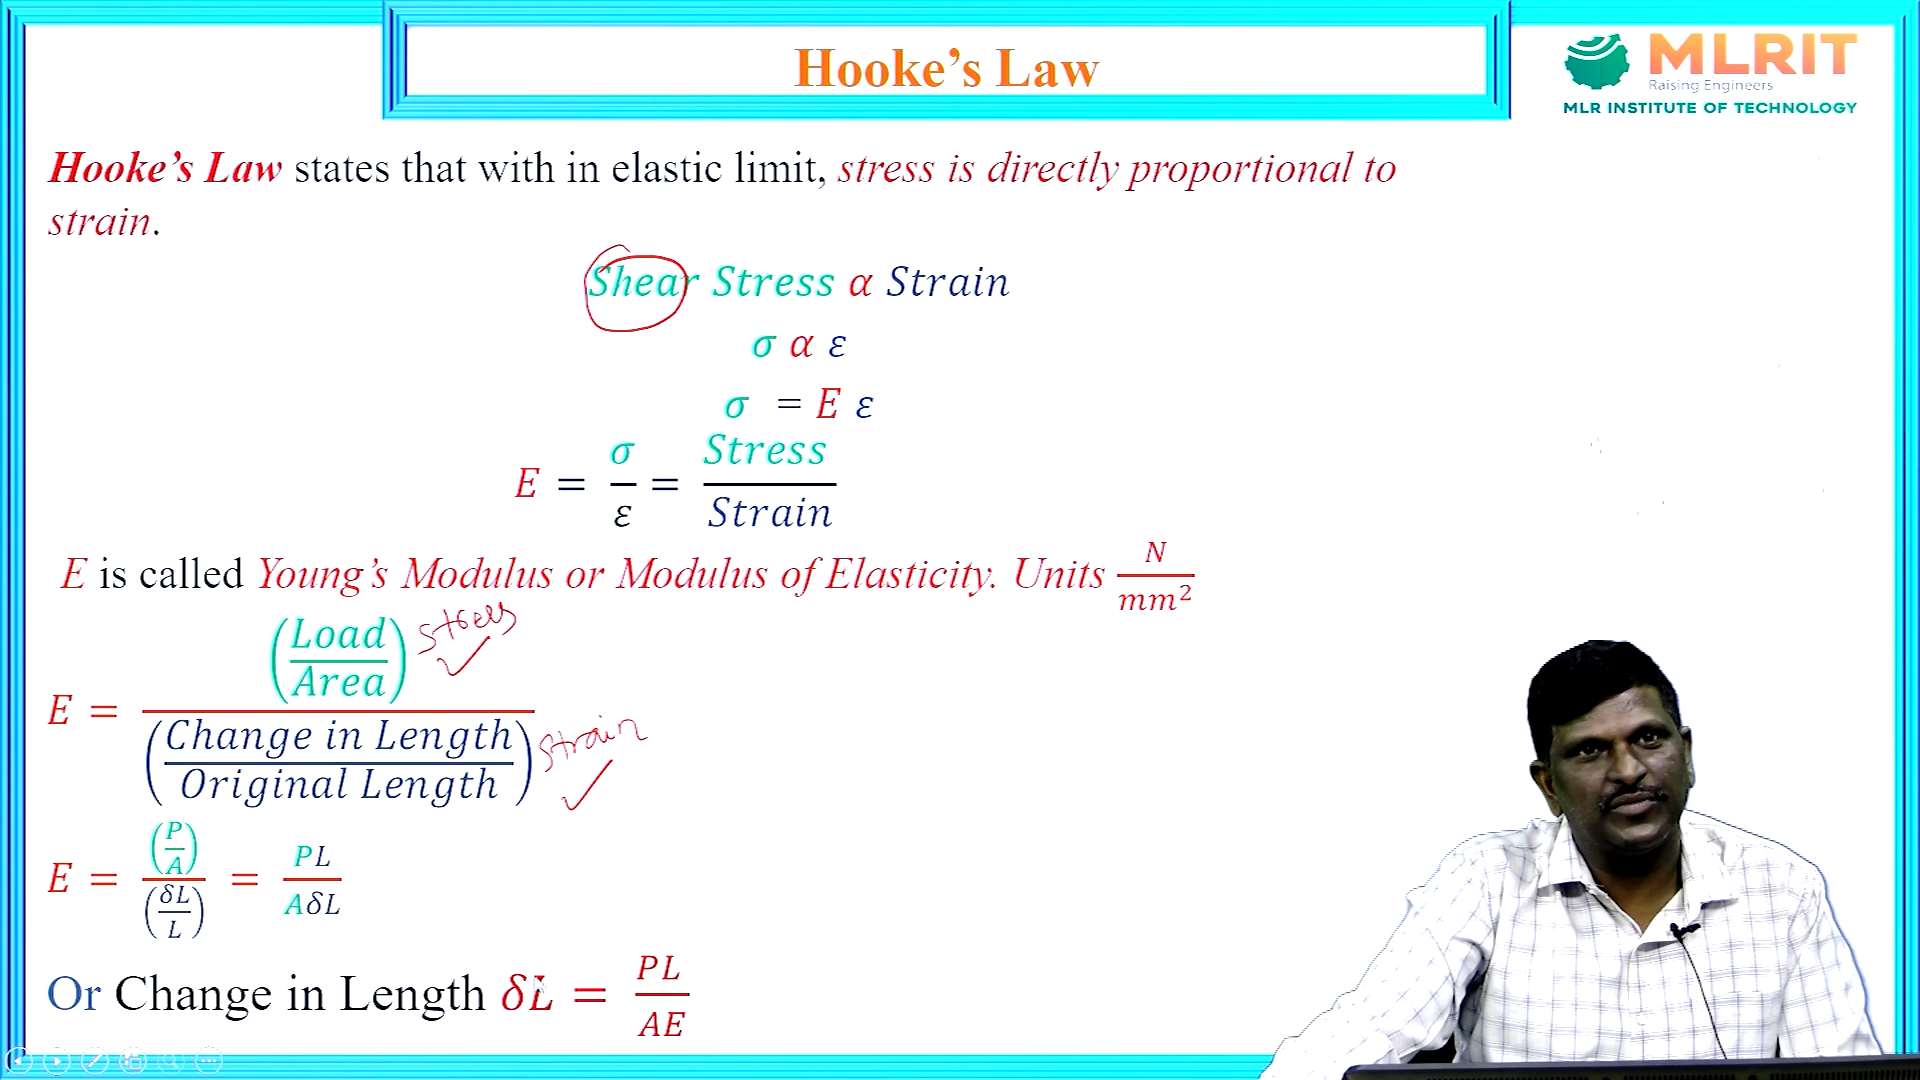 Hooke’s Law
MLRIT
Raising Engineers
MLR INSTITUTE OF TECHNOLOGY
Hooke’s Law states that with in elastic limit, stress is directly proportional to
strain.
Shear Stress α Strain
σ α ε
σ = E ε
E = σ/ε = Stress/Strain
E is called Young’s Modulus or Modulus of Elasticity. Units N/mm²
E = (Load/Area)/(Change in Length/Original Length)
Stress
Strain
E = (P/A)/(δL/L) = PL/AδL
Or Change in Length δL = PL/AE